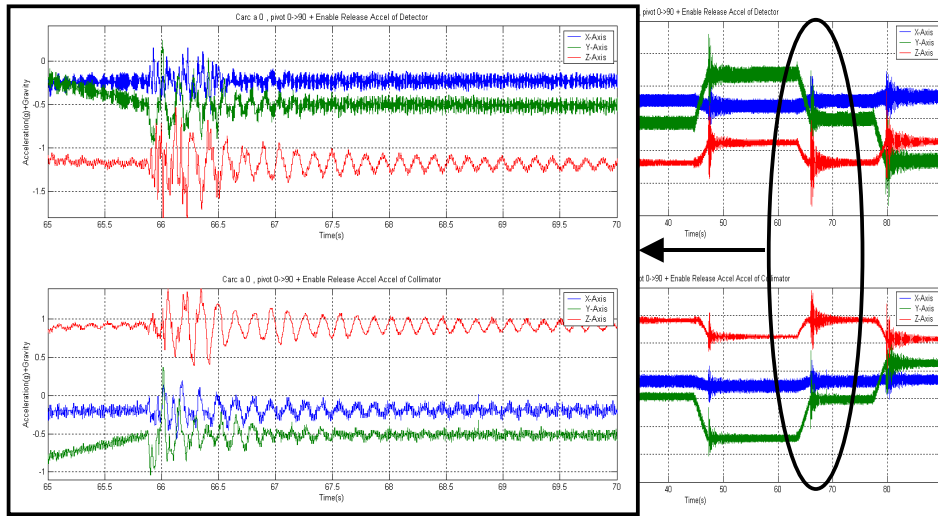 Carc a 0 , pivot 0->90 + Enable Release Accel of Detector
X-Axis
Y-Axis
Z-Axis
0
-0.5
-1
-1.5
Acceleration(g)+Gravity
65 65.5 66 66.5 67 67.5 68 68.5 69 69.5 70
Time(s)
, pivot 0->90 + Enable Release Accel of Detector
X-Axis
Y-Axis
Z-Axis
40 50 60 70 80
Time(s)
Carc a 0 , pivot 0->90 + Enable Release Accel Accel of Collimator
X-Axis
Y-Axis
Z-Axis
1
0.5
0
-0.5
-1
Acceleration(g)+Gravity
65 65.5 66 66.5 67 67.5 68 68.5 69 69.5 70
Time(s)
ot 0->90 + Enable Release Accel Accel of Collimator
X-Axis
Y-Axis
Z-Axis
40 50 60 70 80
Time(s)